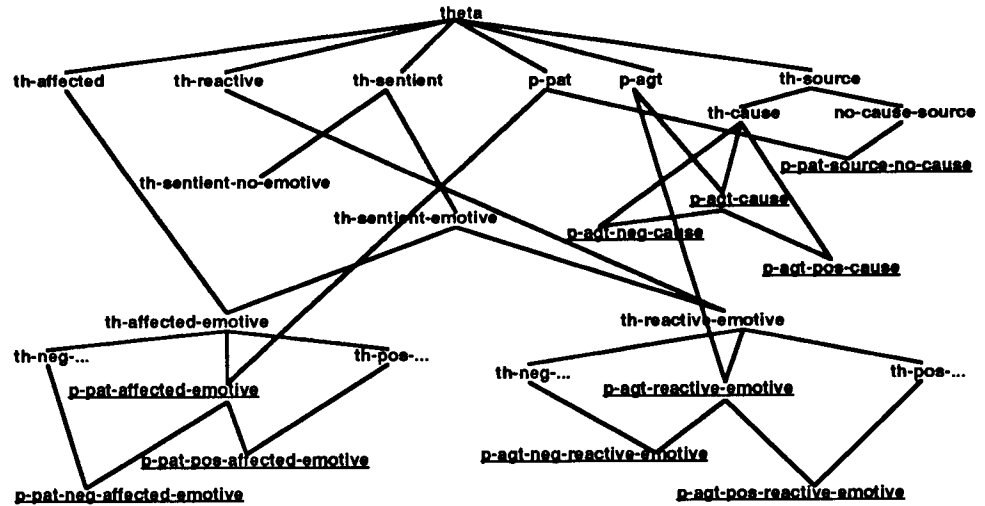 theta
th-affected
th-reactive
th-sentient
p-pat
p-agt
th-source
th-cause
no-cause-source
p-pat-source-no-cause
th-sentient-no-emotive
p-agt-cause
th-sentient-emotive
p-agt-neg-cause
p-agt-pos-cause
th-affected-emotive
th-reactive-emotive
th-neg-...
th-pos-...
th-neg-...
th-pos-...
p-pat-affected-emotive
p-agt-reactive-emotive
p-pat-pos-affected-emotive
p-agt-neg-reactive-emotive
p-pat-neg-affected-emotive
p-agt-pos-reactive-emotive